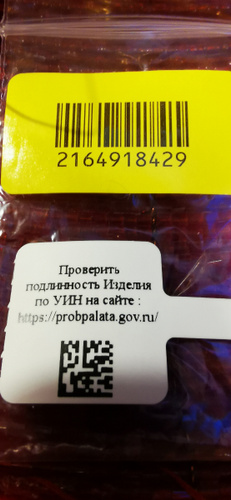 2164918429
Проверить
подлинность Изделия
по УИН на сайте :
https://probpalata.gov.ru/